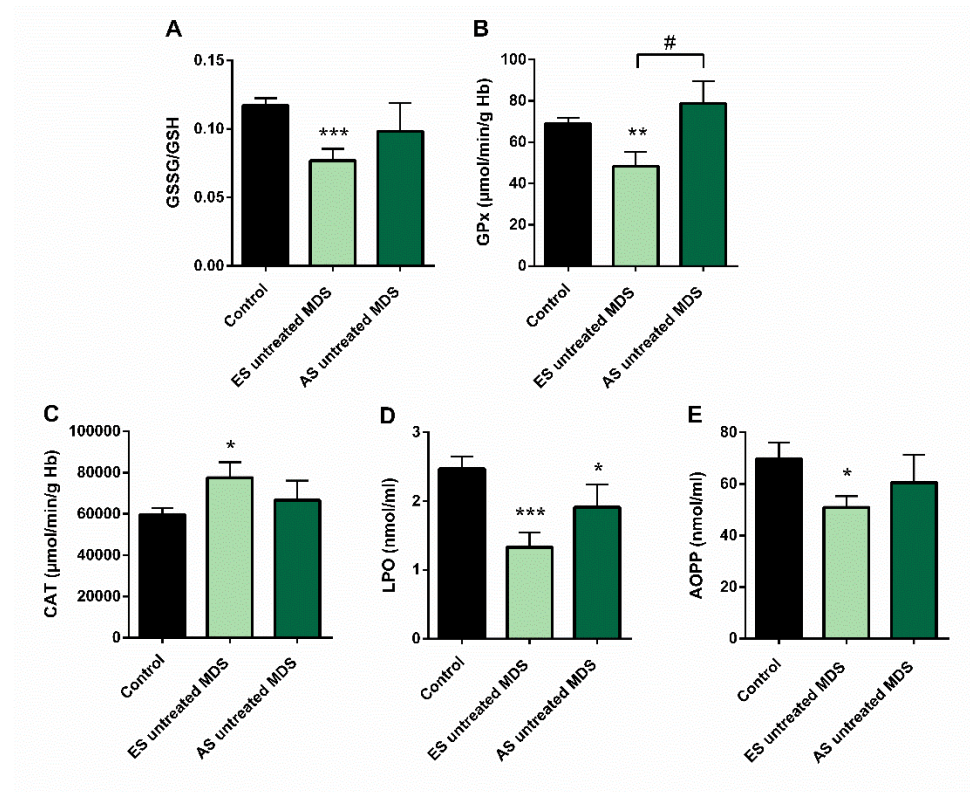 A
GSSG/GSH
0.15
0.10
0.05
0.00
***
Control
ES untreated MDS
AS untreated MDS
B
GPx (µmol/min/g Hb)
100
80
60
40
20
0
**
#
Control
ES untreated MDS
AS untreated MDS
C
CAT (µmol/min/g Hb)
100000
80000
60000
40000
20000
0
*
Control
ES untreated MDS
AS untreated MDS
D
LPO (nmol/ml)
3
2
1
0
***
*
Control
ES untreated MDS
AS untreated MDS
E
AOPP (nmol/ml)
80
60
40
20
0
*
Control
ES untreated MDS
AS untreated MDS